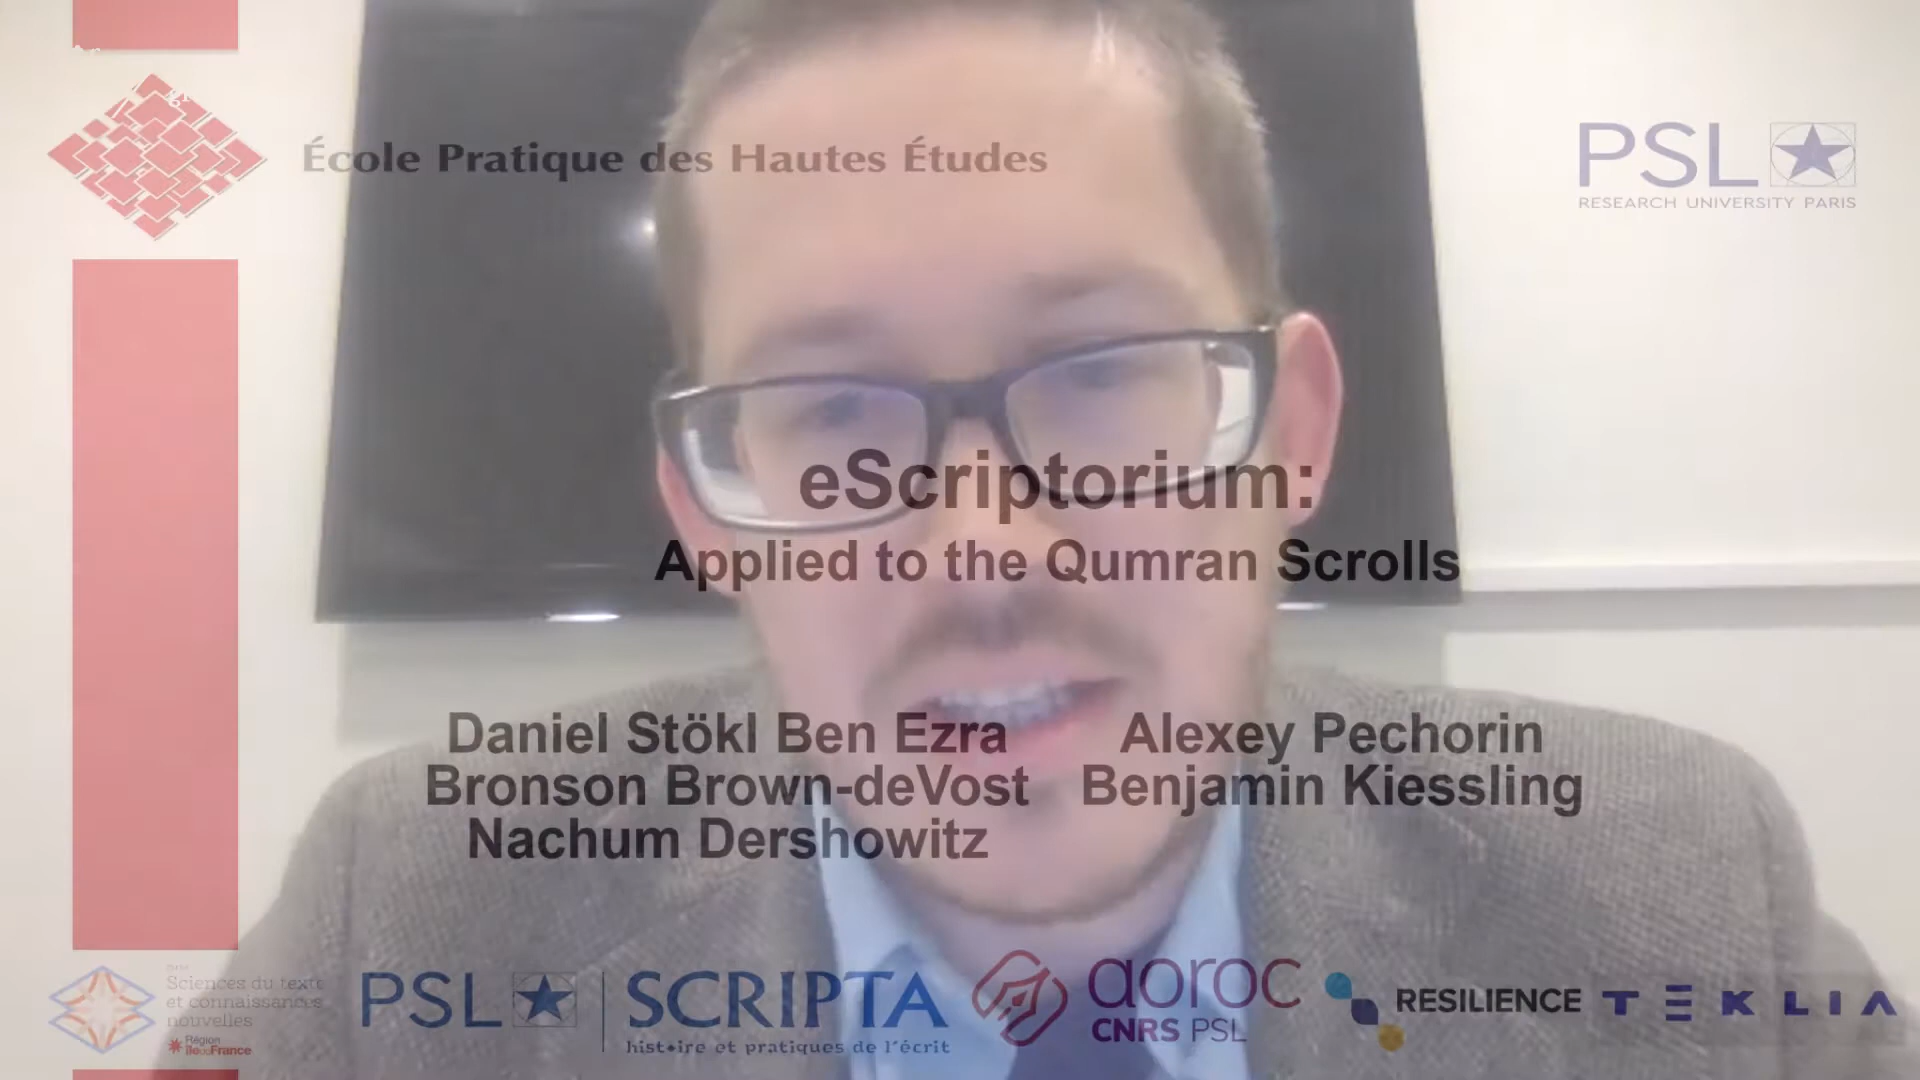 École Pratique des Hautes Études
PSL
RESEARCH UNIVERSITY PARIS
eScriptorium:
Applied to the Qumran Scrolls
Daniel Stökl Ben Ezra
Bronson Brown-deVost
Nachum Dershowitz
Alexey Pechorin
Benjamin Kiessling
Sciences du texte
et connaissances
nouvelles
Région
îledeFrance
PSL
SCRIPTA
histoire et pratiques de l'écrit
aoroc
CNRS PSL
RESILIENCE
TEKLIA